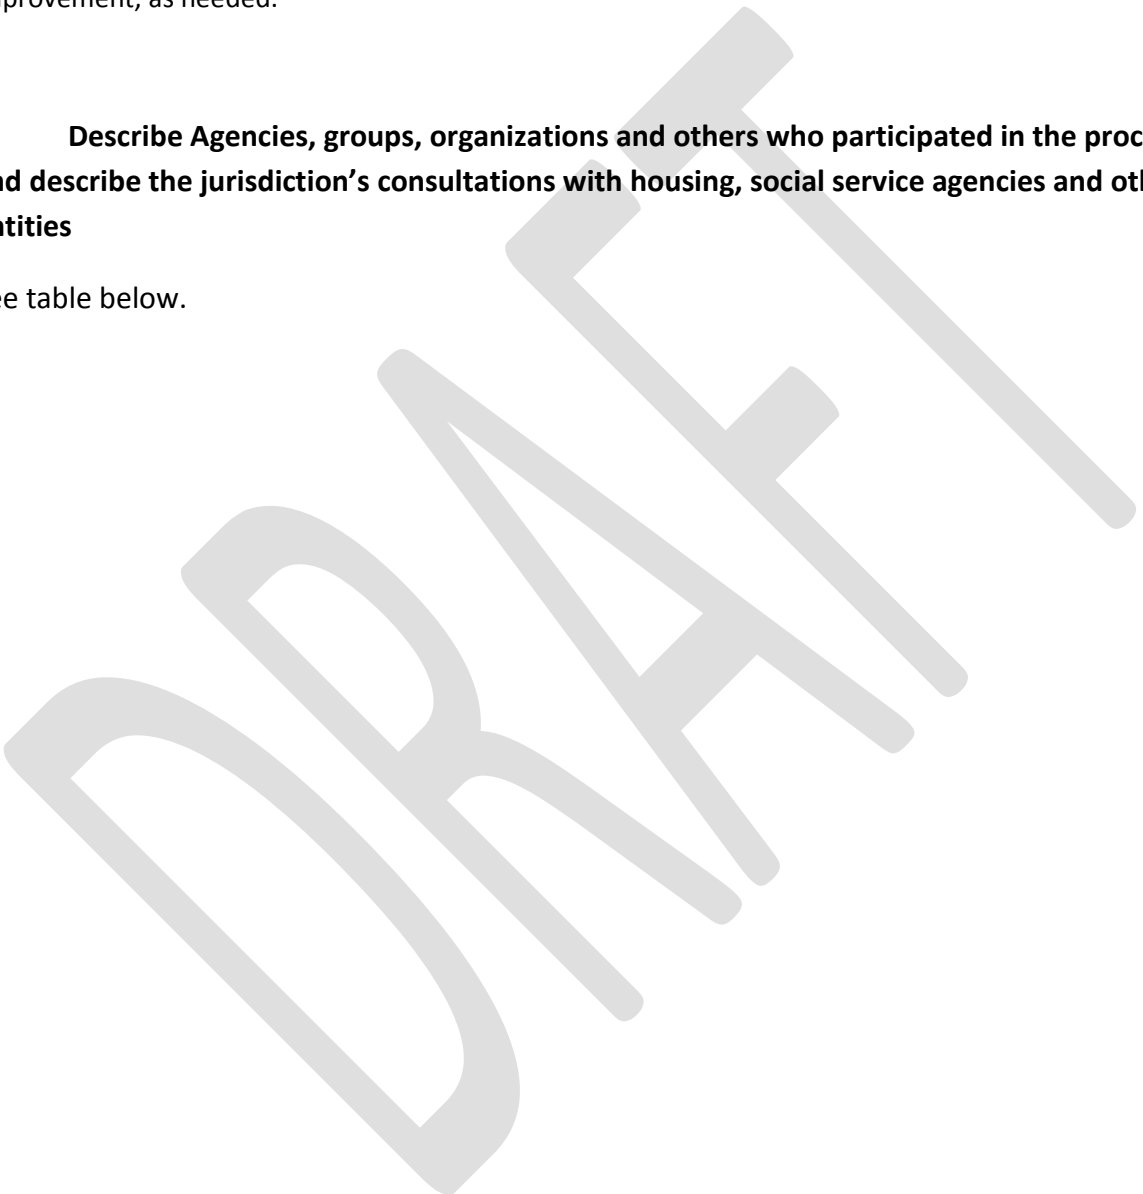 provement, as needed.
Describe Agencies, groups, organizations and others who participated in the proc
nd describe the jurisdiction’s consultations with housing, social service agencies and oth
ntities
ee table below.
DRAFT